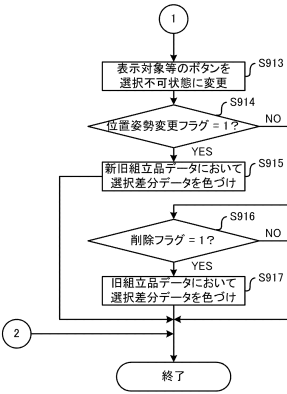 1
表示対象等のボタンを
選択不可状態に変更
S913
S914
位置姿勢変更フラグ = 1?
NO
YES
新旧組立品データにおいて
選択差分データを色づけ
S915
S916
削除フラグ = 1?
NO
YES
旧組立品データにおいて
選択差分データを色づけ
S917
2
終了